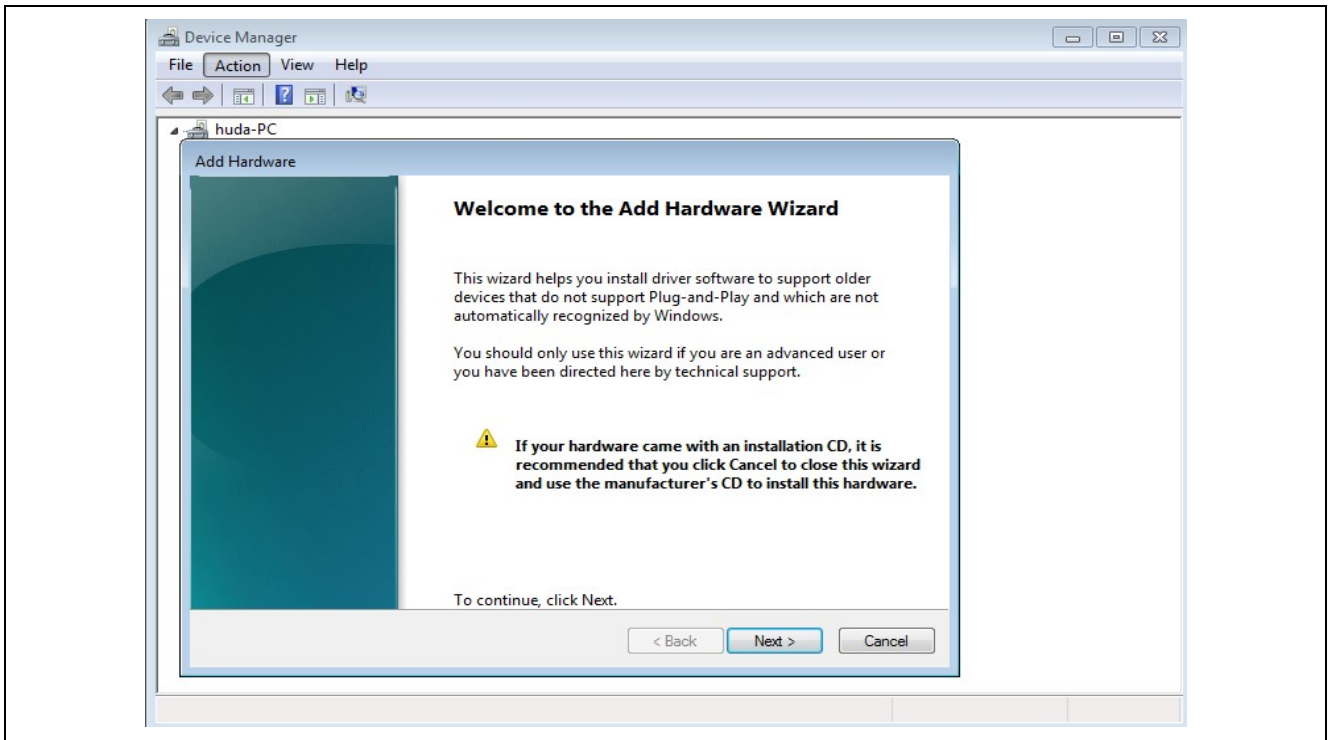 Device Manager
File Action View Help
huda-PC
Add Hardware
Welcome to the Add Hardware Wizard
This wizard helps you install driver software to support older
devices that do not support Plug-and-Play and which are not
automatically recognized by Windows.
You should only use this wizard if you are an advanced user or
you have been directed here by technical support.
If your hardware came with an installation CD, it is
recommended that you click Cancel to close this wizard
and use the manufacturer's CD to install this hardware.
To continue, click Next.
< Back Next > Cancel